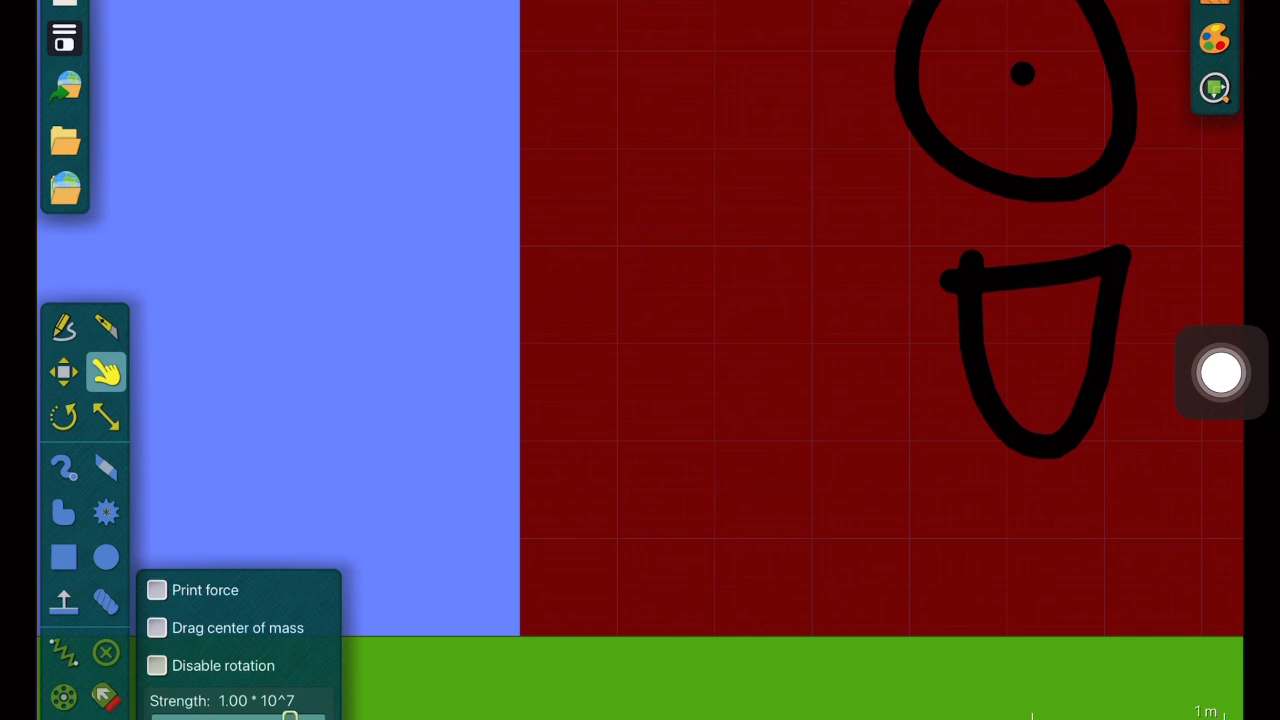 Print force
Drag center of mass
Disable rotation
Strength: 1.00 * 10^7
1 m